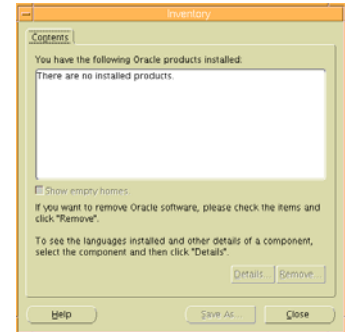 Inventory
Contents
You have the following Oracle products installed:
There are no installed products.
Show empty homes.
If you want to remove Oracle software, please check the items and
click "Remove".
To see the languages installed and other details of a component,
select the component and then click "Details".
Details... Remove...
Help Save As... Close